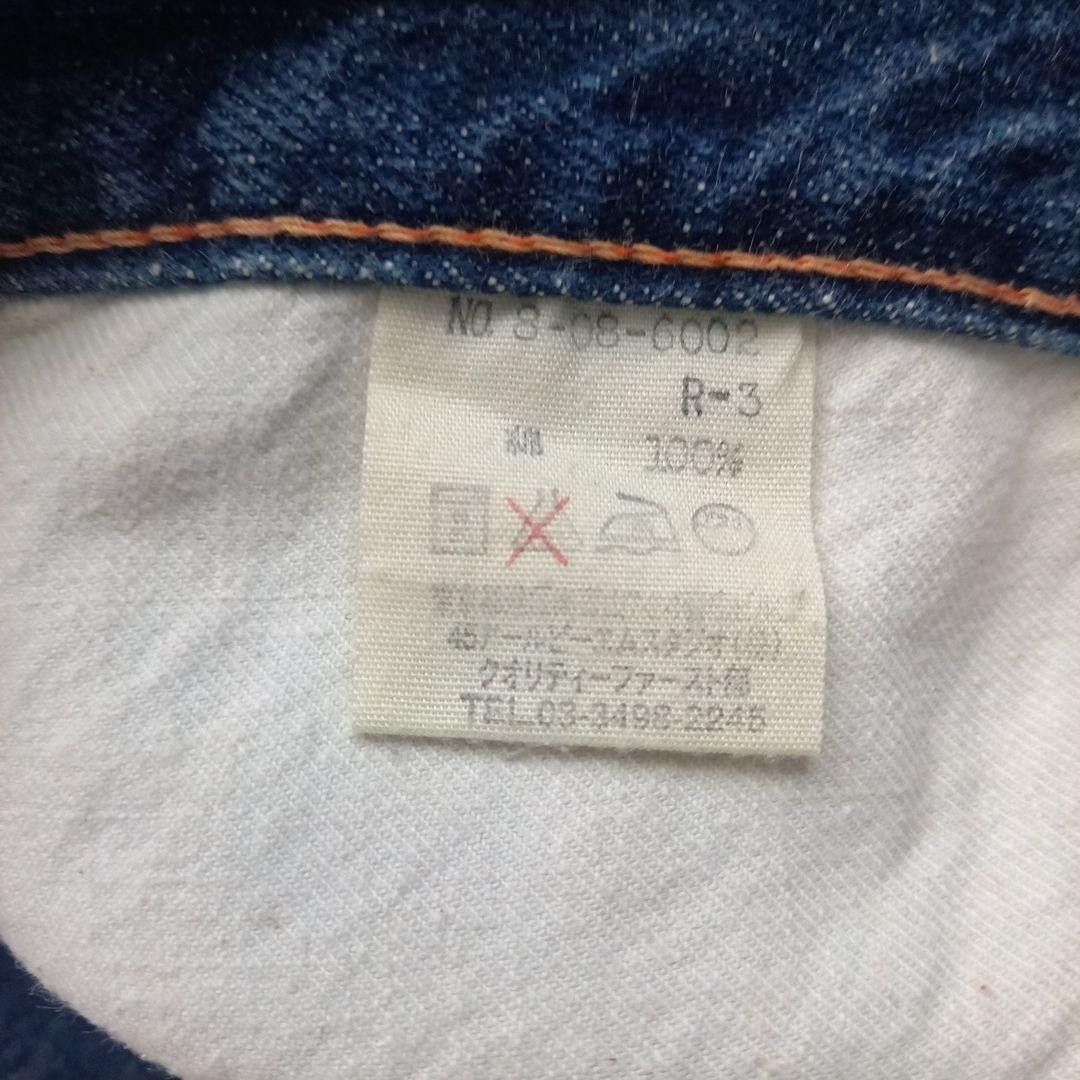 NO. S-08-6002
R-3
綿 100%
45アールピーエムスタジオ(株)
クオリティーファースト係
TEL.03-3498-2245